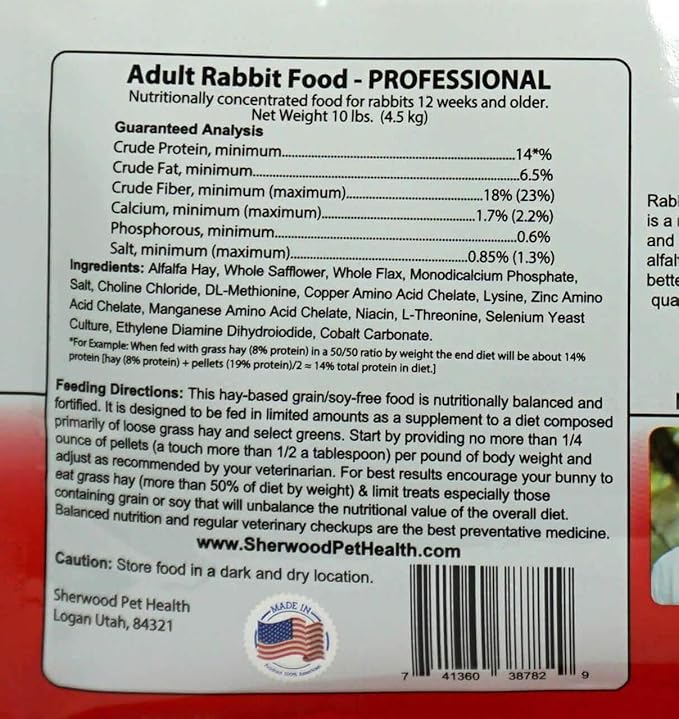 Adult Rabbit Food - PROFESSIONAL
Nutritionally concentrated food for rabbits 12 weeks and older.
Net Weight 10 lbs. (4.5 kg)
Guaranteed Analysis
Crude Protein, minimum...14*%
Crude Fat, minimum...6.5%
Crude Fiber, minimum (maximum)...18% (23%)
Calcium, minimum (maximum)...1.7% (2.2%)
Phosphorous, minimum...0.6%
Salt, minimum (maximum)...0.85% (1.3%)
Ingredients: Alfalfa Hay, Whole Safflower, Whole Flax, Monodicalcium Phosphate,
Salt, Choline Chloride, DL-Methionine, Copper Amino Acid Chelate, Lysine, Zinc Amino
Acid Chelate, Manganese Amino Acid Chelate, Niacin, L-Threonine, Selenium Yeast
Culture, Ethylene Diamine Dihydroiodide, Cobalt Carbonate.
*For Example: When fed with grass hay (8% protein) in a 50/50 ratio by weight the end diet will be about 14%
protein [hay (8% protein) + pellets (19% protein)/2 = 14% total protein in diet.]
Feeding Directions: This hay-based grain/soy-free food is nutritionally balanced and
fortified. It is designed to be fed in limited amounts as a supplement to a diet composed
primarily of loose grass hay and select greens. Start by providing no more than 1/4
ounce of pellets (a touch more than 1/2 a tablespoon) per pound of body weight and
adjust as recommended by your veterinarian. For best results encourage your bunny to
eat grass hay (more than 50% of diet by weight) & limit treats especially those
containing grain or soy that will unbalance the nutritional value of the overall diet.
Balanced nutrition and regular veterinary checkups are the best preventative medicine.
www.SherwoodPetHealth.com
Caution: Store food in a dark and dry location.
Sherwood Pet Health
Logan Utah, 84321
MADE IN
7 41360 38782 9
Rab
is a
and
alfal
bette
qua